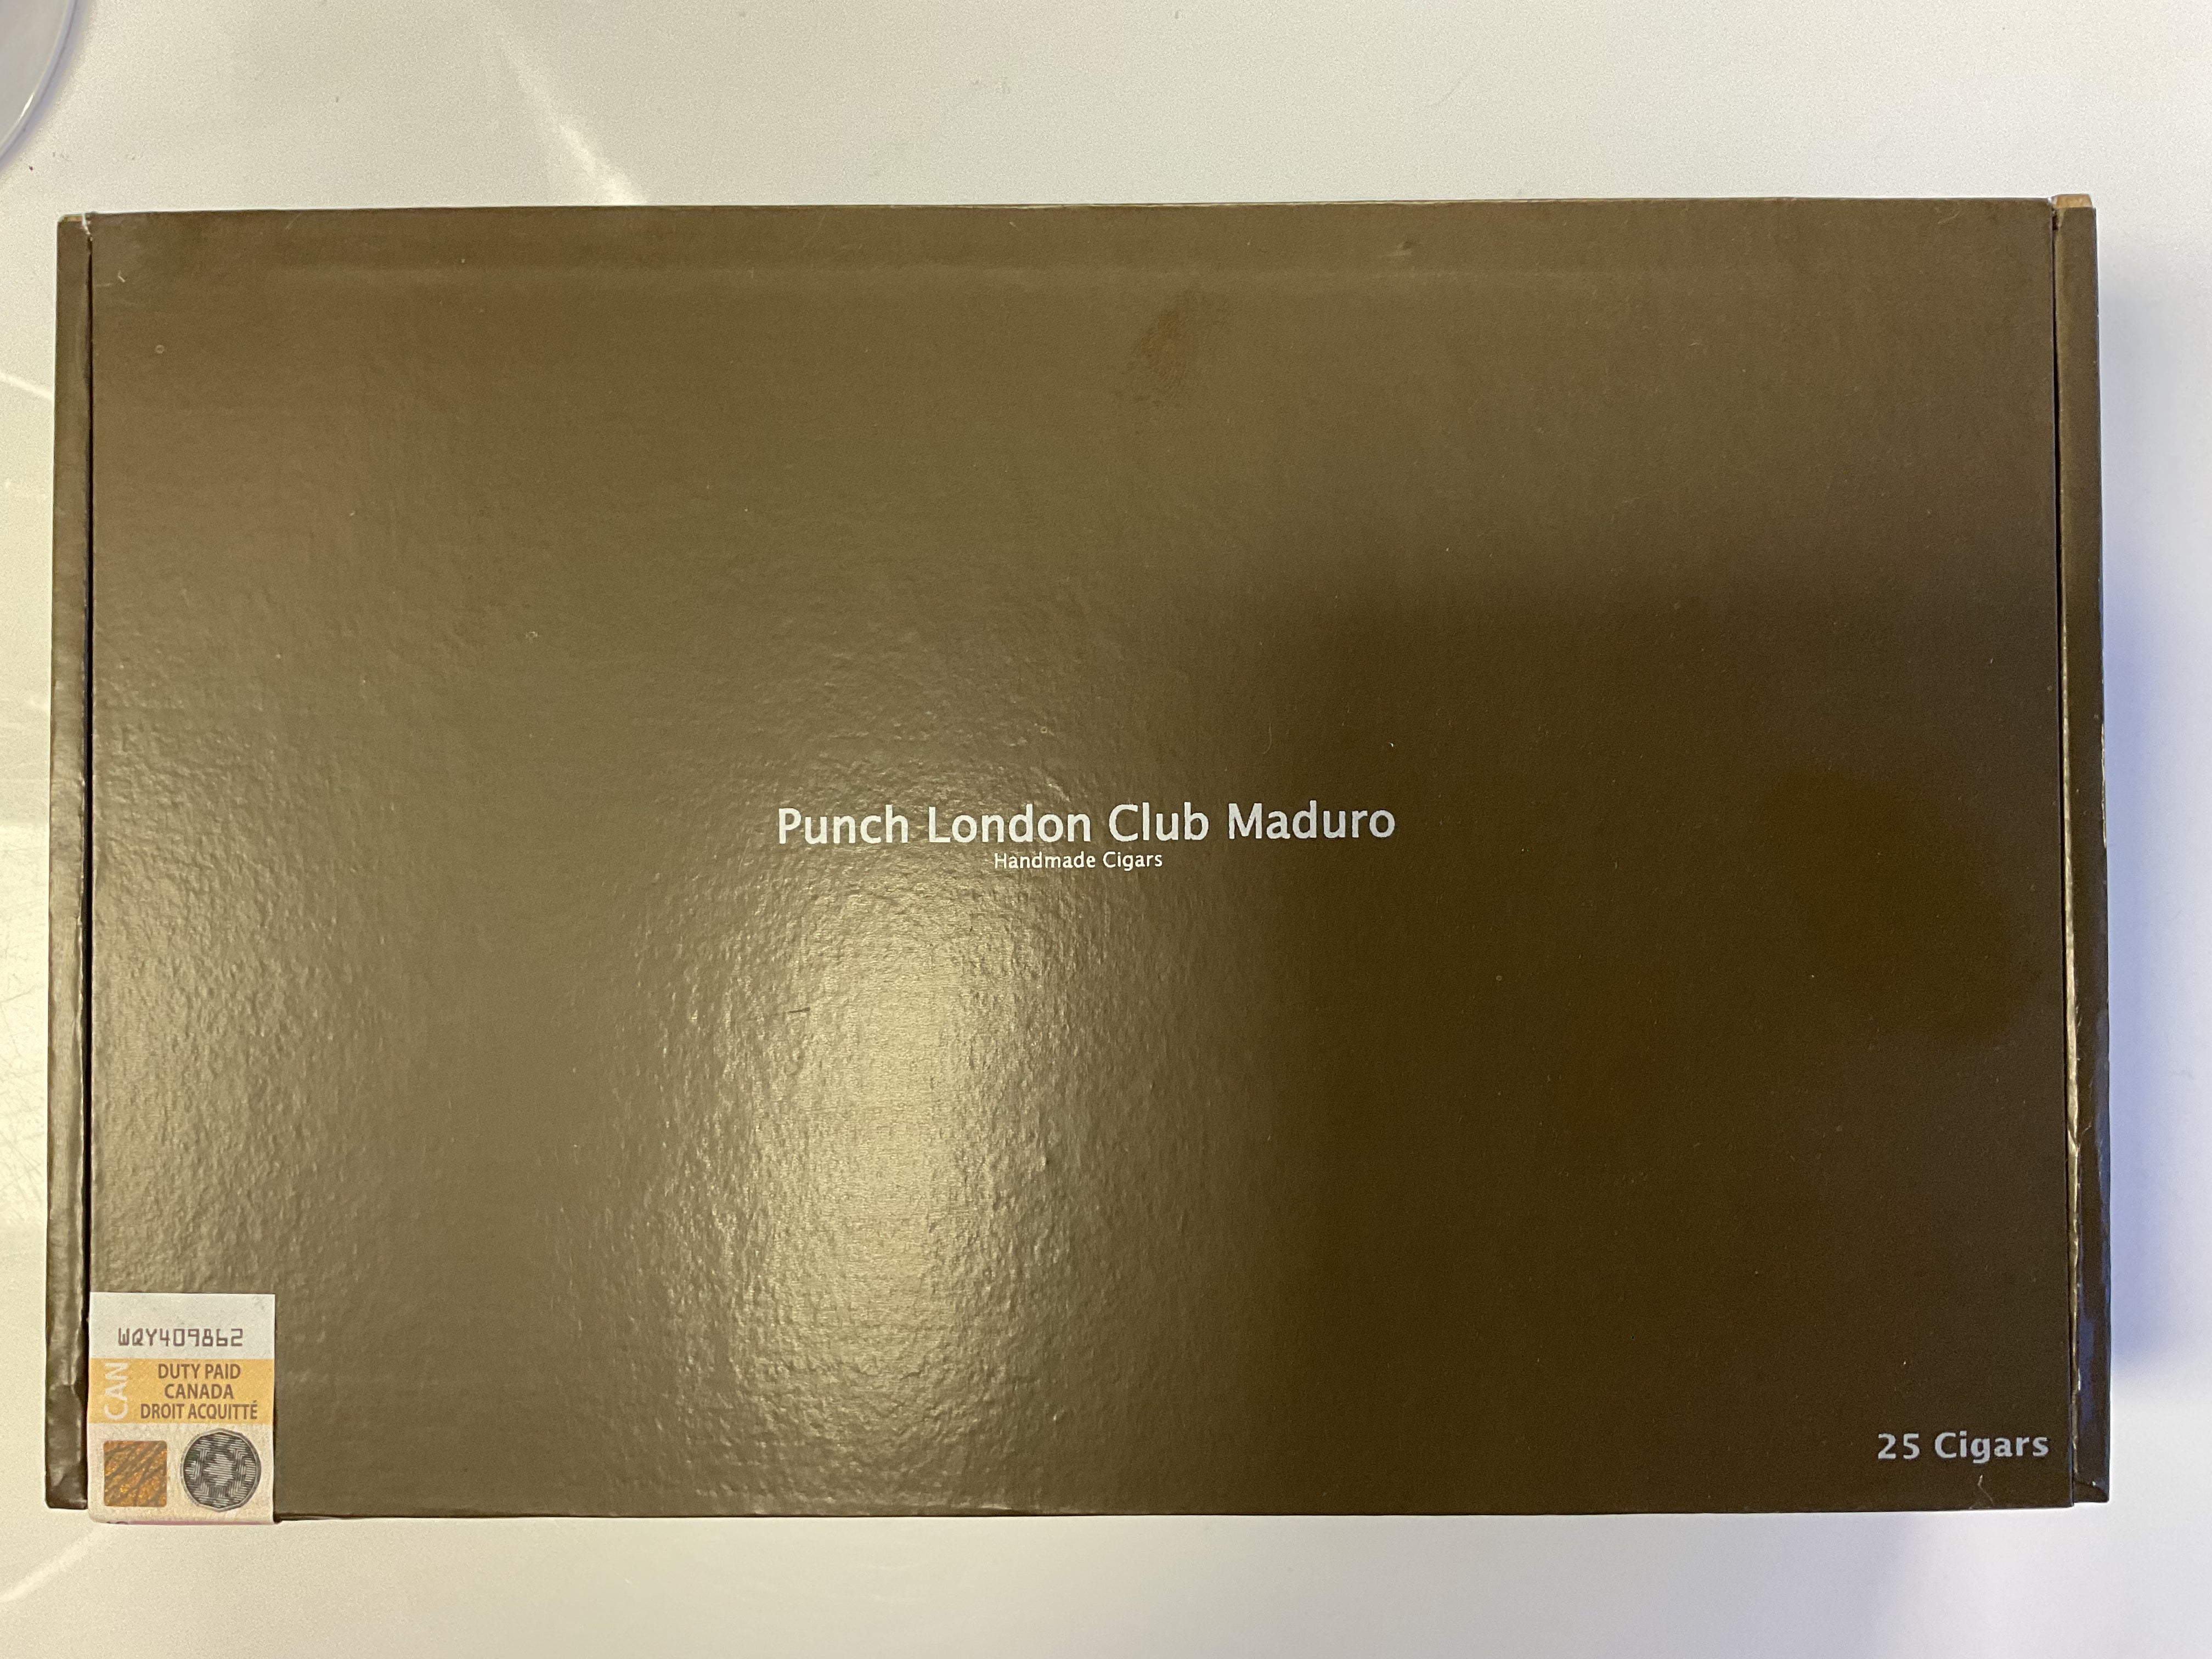 Punch London Club Maduro
Handmade Cigars
WQY409862
CAN
DUTY PAID
CANADA
DROIT ACQUITTÉ
25 Cigars